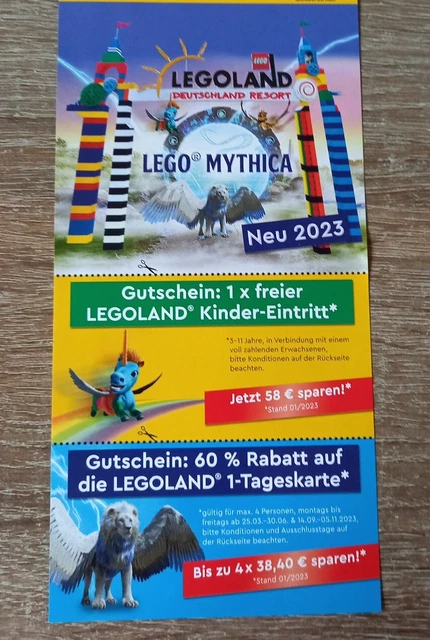 LEGO
LEGOLAND
DEUTSCHLAND RESORT
LEGO® MYTHICA
Neu 2023
Gutschein: 1 x freier
LEGOLAND® Kinder-Eintritt*
*3-11 Jahre, in Verbindung mit einem
voll zahlenden Erwachsenen,
bitte Konditionen auf der Rückseite
beachten.
Jetzt 58 € sparen!*
*Stand 01/2023
Gutschein: 60 % Rabatt auf
die LEGOLAND® 1-Tageskarte*
*gültig für max. 4 Personen, montags bis
freitags ab 25.03.-30.06. & 14.09.-05.11.2023,
bitte Konditionen und Ausschlusstage auf
der Rückseite beachten.
Bis zu 4x 38,40 € sparen!*
*Stand 01/2023